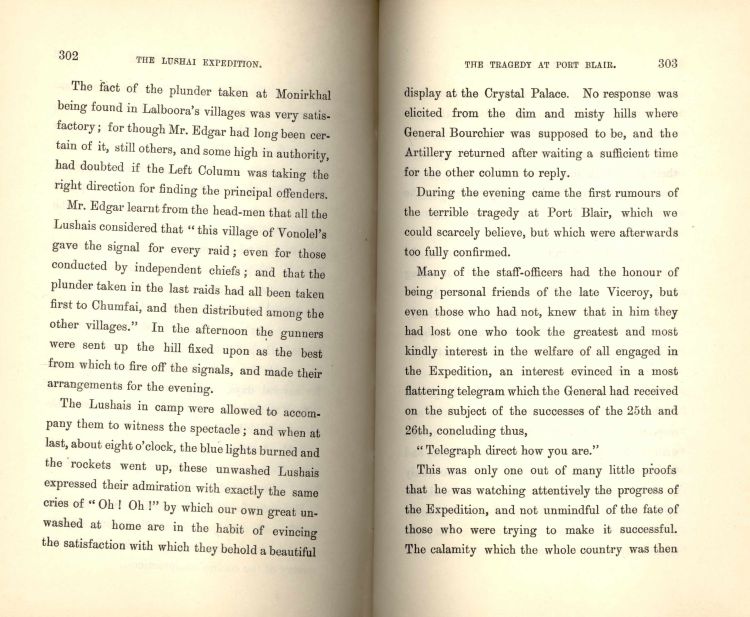 302
THE LUSHAI EXPEDITION.
The fact of the plunder taken at Monirkhal
being found in Lalboora's villages was very satis-
factory; for though Mr. Edgar had long been cer-
tain of it, still others, and some high in authority,
had doubted if the Left Column was taking the
right direction for finding the principal offenders.
Mr. Edgar learnt from the head-men that all the
Lushais considered that "this village of Vonolel's
gave the signal for every raid; even for those
conducted by independent chiefs; and that the
plunder taken in the last raids had all been taken
first to Chumfai, and then distributed among the
other villages." In the afternoon the gunners
were sent up the hill fixed upon as the best
from which to fire off the signals, and made their
arrangements for the evening.
The Lushais in camp were allowed to accom-
pany them to witness the spectacle; and when at
last, about eight o'clock, the blue lights burned and
the rockets went up, these unwashed Lushais
expressed their admiration with exactly the same
cries of "Oh! Oh!" by which our own great un-
washed at home are in the habit of evincing
the satisfaction with which they behold a beautiful
THE TRAGEDY AT PORT BLAIR.
303
display at the Crystal Palace. No response was
elicited from the dim and misty hills where
General Bourchier was supposed to be, and the
Artillery returned after waiting a sufficient time
for the other column to reply.
During the evening came the first rumours of
the terrible tragedy at Port Blair, which we
could scarcely believe, but which were afterwards
too fully confirmed.
Many of the staff-officers had the honour of
being personal friends of the late Viceroy, but
even those who had not, knew that in him they
had lost one who took the greatest and most
kindly interest in the welfare of all engaged in
the Expedition, an interest evinced in a most
flattering telegram which the General had received
on the subject of the successes of the 25th and
26th, concluding thus,
"Telegraph direct how you are."
This was only one out of many little proofs
that he was watching attentively the progress of
the Expedition, and not unmindful of the fate of
those who were trying to make it successful.
The calamity which the whole country was then